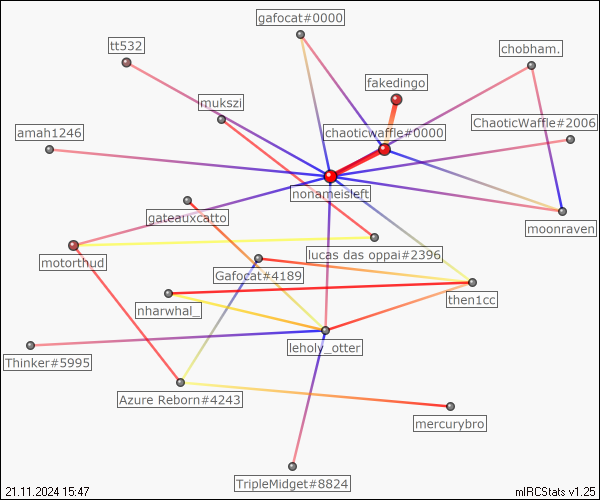 gafocat#0000
tt532
chobham.
fakedingo
mukszi
ChaoticWaffle#2006
amah1246
chaoticwaffle#0000
nonameisleft
gateauxcatto
moonraven
lucas das oppai#2396
motorthud
Gafocat#4189
then1cc
nharwhal_
leholy_otter
Thinker#5995
Azure Reborn#4243
mercurybro
TripleMidget#8824
21.11.2024 15:47
mIRCStats v1.25